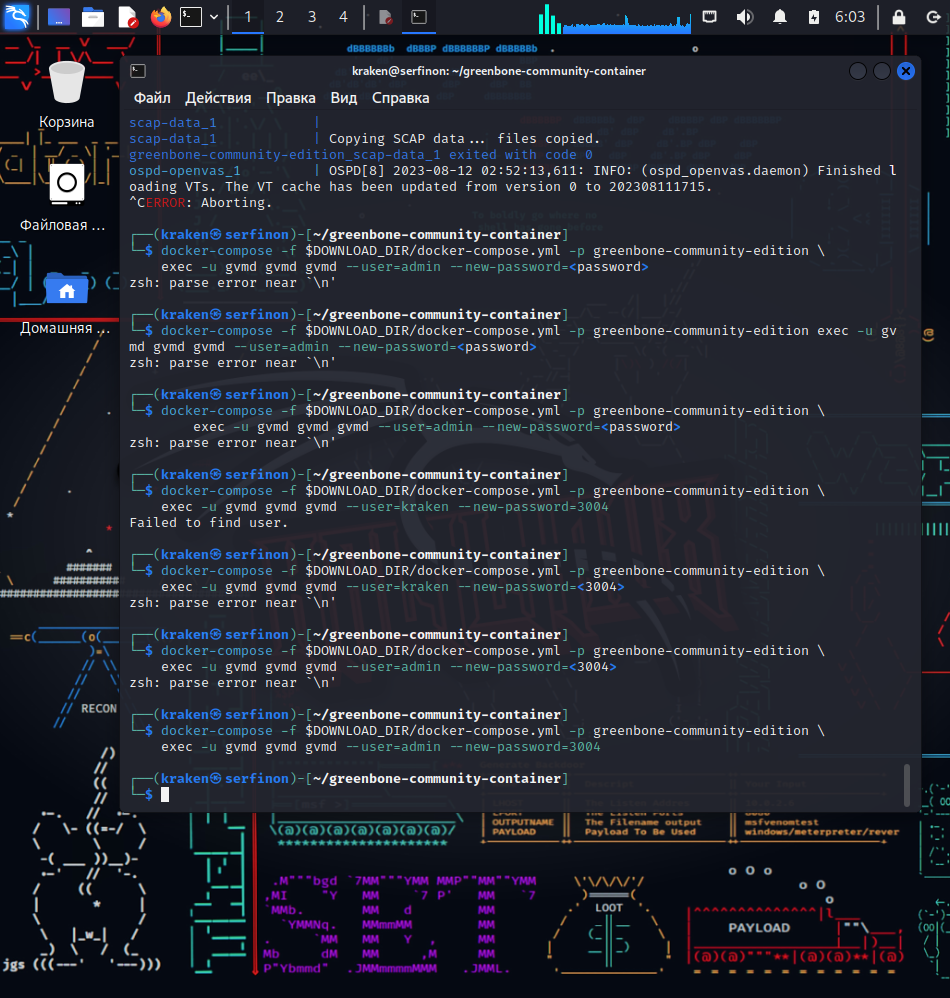 1 2 3 4 6:03
dBBBBBBb dBBBP dBBBBBBP dBBBBBb . o
kraken@serfinon: ~/greenbone-community-container
Файл Действия Правка Вид Справка
Корзина
Файловая ...
Домашняя ...
scap-data_1 |
scap-data_1 | Copying SCAP data... files copied.
greenbone-community-edition_scap-data_1 exited with code 0
ospd-openvas_1 | OSPD[8] 2023-08-12 02:52:13,611: INFO: (ospd_openvas.daemon) Finished l
oading VTs. The VT cache has been updated from version 0 to 202308111715.
^CERROR: Aborting.
┌──(kraken㉿serfinon)-[~/greenbone-community-container]
└─$ docker-compose -f $DOWNLOAD_DIR/docker-compose.yml -p greenbone-community-edition \
exec -u gvmd gvmd gvmd --user=admin --new-password=<password>
zsh: parse error near `\n'
┌──(kraken㉿serfinon)-[~/greenbone-community-container]
└─$ docker-compose -f $DOWNLOAD_DIR/docker-compose.yml -p greenbone-community-edition exec -u gv
md gvmd gvmd --user=admin --new-password=<password>
zsh: parse error near `\n'
┌──(kraken㉿serfinon)-[~/greenbone-community-container]
└─$ docker-compose -f $DOWNLOAD_DIR/docker-compose.yml -p greenbone-community-edition \
exec -u gvmd gvmd gvmd --user=admin --new-password=<password>
zsh: parse error near `\n'
┌──(kraken㉿serfinon)-[~/greenbone-community-container]
└─$ docker-compose -f $DOWNLOAD_DIR/docker-compose.yml -p greenbone-community-edition \
exec -u gvmd gvmd gvmd --user=kraken --new-password=3004
Failed to find user.
┌──(kraken㉿serfinon)-[~/greenbone-community-container]
└─$ docker-compose -f $DOWNLOAD_DIR/docker-compose.yml -p greenbone-community-edition \
exec -u gvmd gvmd gvmd --user=kraken --new-password=<3004>
zsh: parse error near `\n'
┌──(kraken㉿serfinon)-[~/greenbone-community-container]
└─$ docker-compose -f $DOWNLOAD_DIR/docker-compose.yml -p greenbone-community-edition \
exec -u gvmd gvmd gvmd --user=admin --new-password=<3004>
zsh: parse error near `\n'
┌──(kraken㉿serfinon)-[~/greenbone-community-container]
└─$ docker-compose -f $DOWNLOAD_DIR/docker-compose.yml -p greenbone-community-edition \
exec -u gvmd gvmd gvmd --user=admin --new-password=3004
┌──(kraken㉿serfinon)-[~/greenbone-community-container]
└─$
RECON
OUTPUTNAME The Filename output msfvenomtest
PAYLOAD Payload To Be Used windows/meterpreter/rever
LOOT
PAYLOAD
jgs